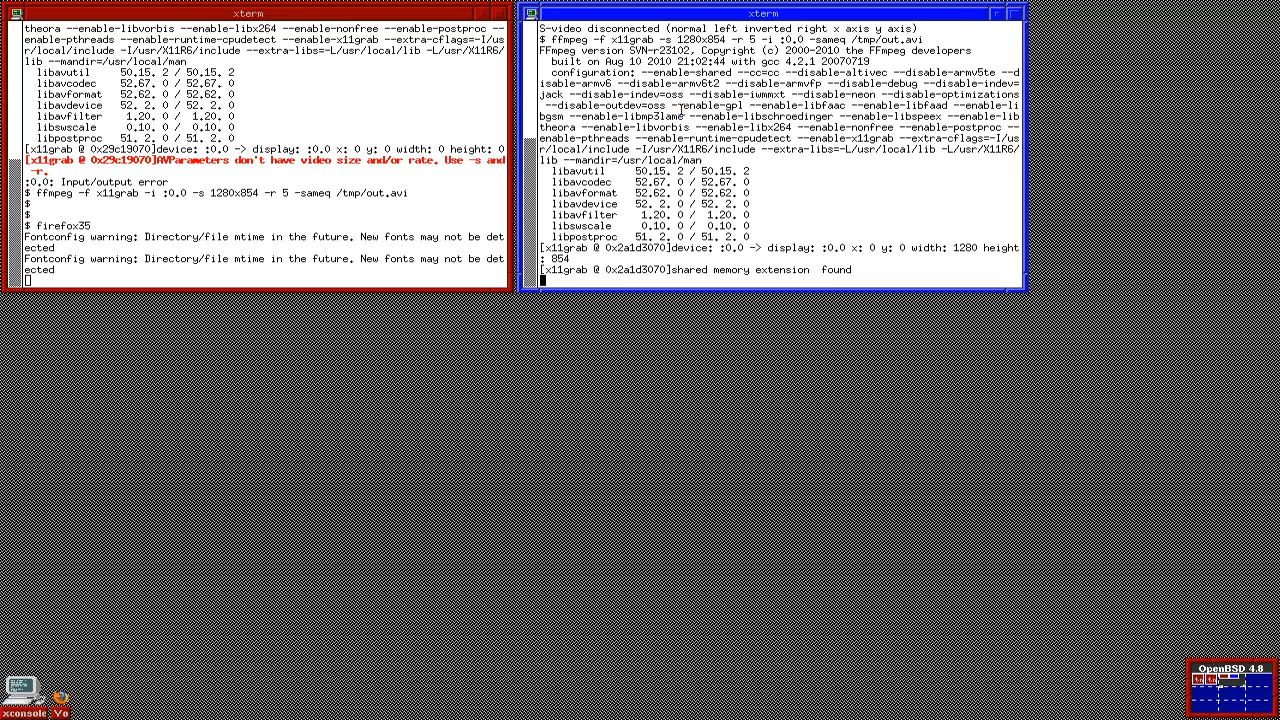 xterm
theora --enable-libvorbis --enable-libx264 --enable-nonfree --enable-postproc --
enable-pthreads --enable-runtime-cpudetect --enable-x11grab --extra-cflags=-I/us
r/local/include -I/usr/X11R6/include --extra-libs=-L/usr/local/lib -L/usr/X11R6/
lib --mandir=/usr/local/man
libavutil 50.15. 2 / 50.15. 2
libavcodec 52.67. 0 / 52.67. 0
libavformat 52.62. 0 / 52.62. 0
libavdevice 52. 2. 0 / 52. 2. 0
libavfilter 1.20. 0 / 1.20. 0
libswscale 0.10. 0 / 0.10. 0
libpostproc 51. 2. 0 / 51. 2. 0
[x11grab @ 0x29c19070]device: :0.0 -> display: :0.0 x: 0 y: 0 width: 0 height: 0
[x11grab @ 0x29c19070]AVParameters don't have video size and/or rate. Use -s and
-r.
:0.0: Input/output error
$ ffmpeg -f x11grab -i :0.0 -s 1280x854 -r 5 -sameq /tmp/out.avi
$
$
$ firefox35
Fontconfig warning: Directory/file mtime in the future. New fonts may not be det
ected
Fontconfig warning: Directory/file mtime in the future. New fonts may not be det
ected
xterm
S-video disconnected (normal left inverted right x axis y axis)
$ ffmpeg -f x11grab -s 1280x854 -r 5 -i :0.0 -sameq /tmp/out.avi
FFmpeg version SVN-r23102, Copyright (c) 2000-2010 the FFmpeg developers
built on Aug 10 2010 21:02:44 with gcc 4.2.1 20070719
configuration: --enable-shared --cc=cc --disable-altivec --disable-armv5te --d
isable-armv6 --disable-armv6t2 --disable-armvfp --disable-debug --disable-indev=
jack --disable-indev=oss --disable-iwmmxt --disable-neon --disable-optimizations
--disable-outdev=oss --enable-gpl --enable-libfaac --enable-libfaad --enable-li
bgsm --enable-libmp3lame --enable-libschroedinger --enable-libspeex --enable-lib
theora --enable-libvorbis --enable-libx264 --enable-nonfree --enable-postproc --
enable-pthreads --enable-runtime-cpudetect --enable-x11grab --extra-cflags=-I/us
r/local/include -I/usr/X11R6/include --extra-libs=-L/usr/local/lib -L/usr/X11R6/
lib --mandir=/usr/local/man
libavutil 50.15. 2 / 50.15. 2
libavcodec 52.67. 0 / 52.67. 0
libavformat 52.62. 0 / 52.62. 0
libavdevice 52. 2. 0 / 52. 2. 0
libavfilter 1.20. 0 / 1.20. 0
libswscale 0.10. 0 / 0.10. 0
libpostproc 51. 2. 0 / 51. 2. 0
[x11grab @ 0x2a1d3070]device: :0.0 -> display: :0.0 x: 0 y: 0 width: 1280 height
: 854
[x11grab @ 0x2a1d3070]shared memory extension found
OpenBSD 4.8
xconsole
Yo